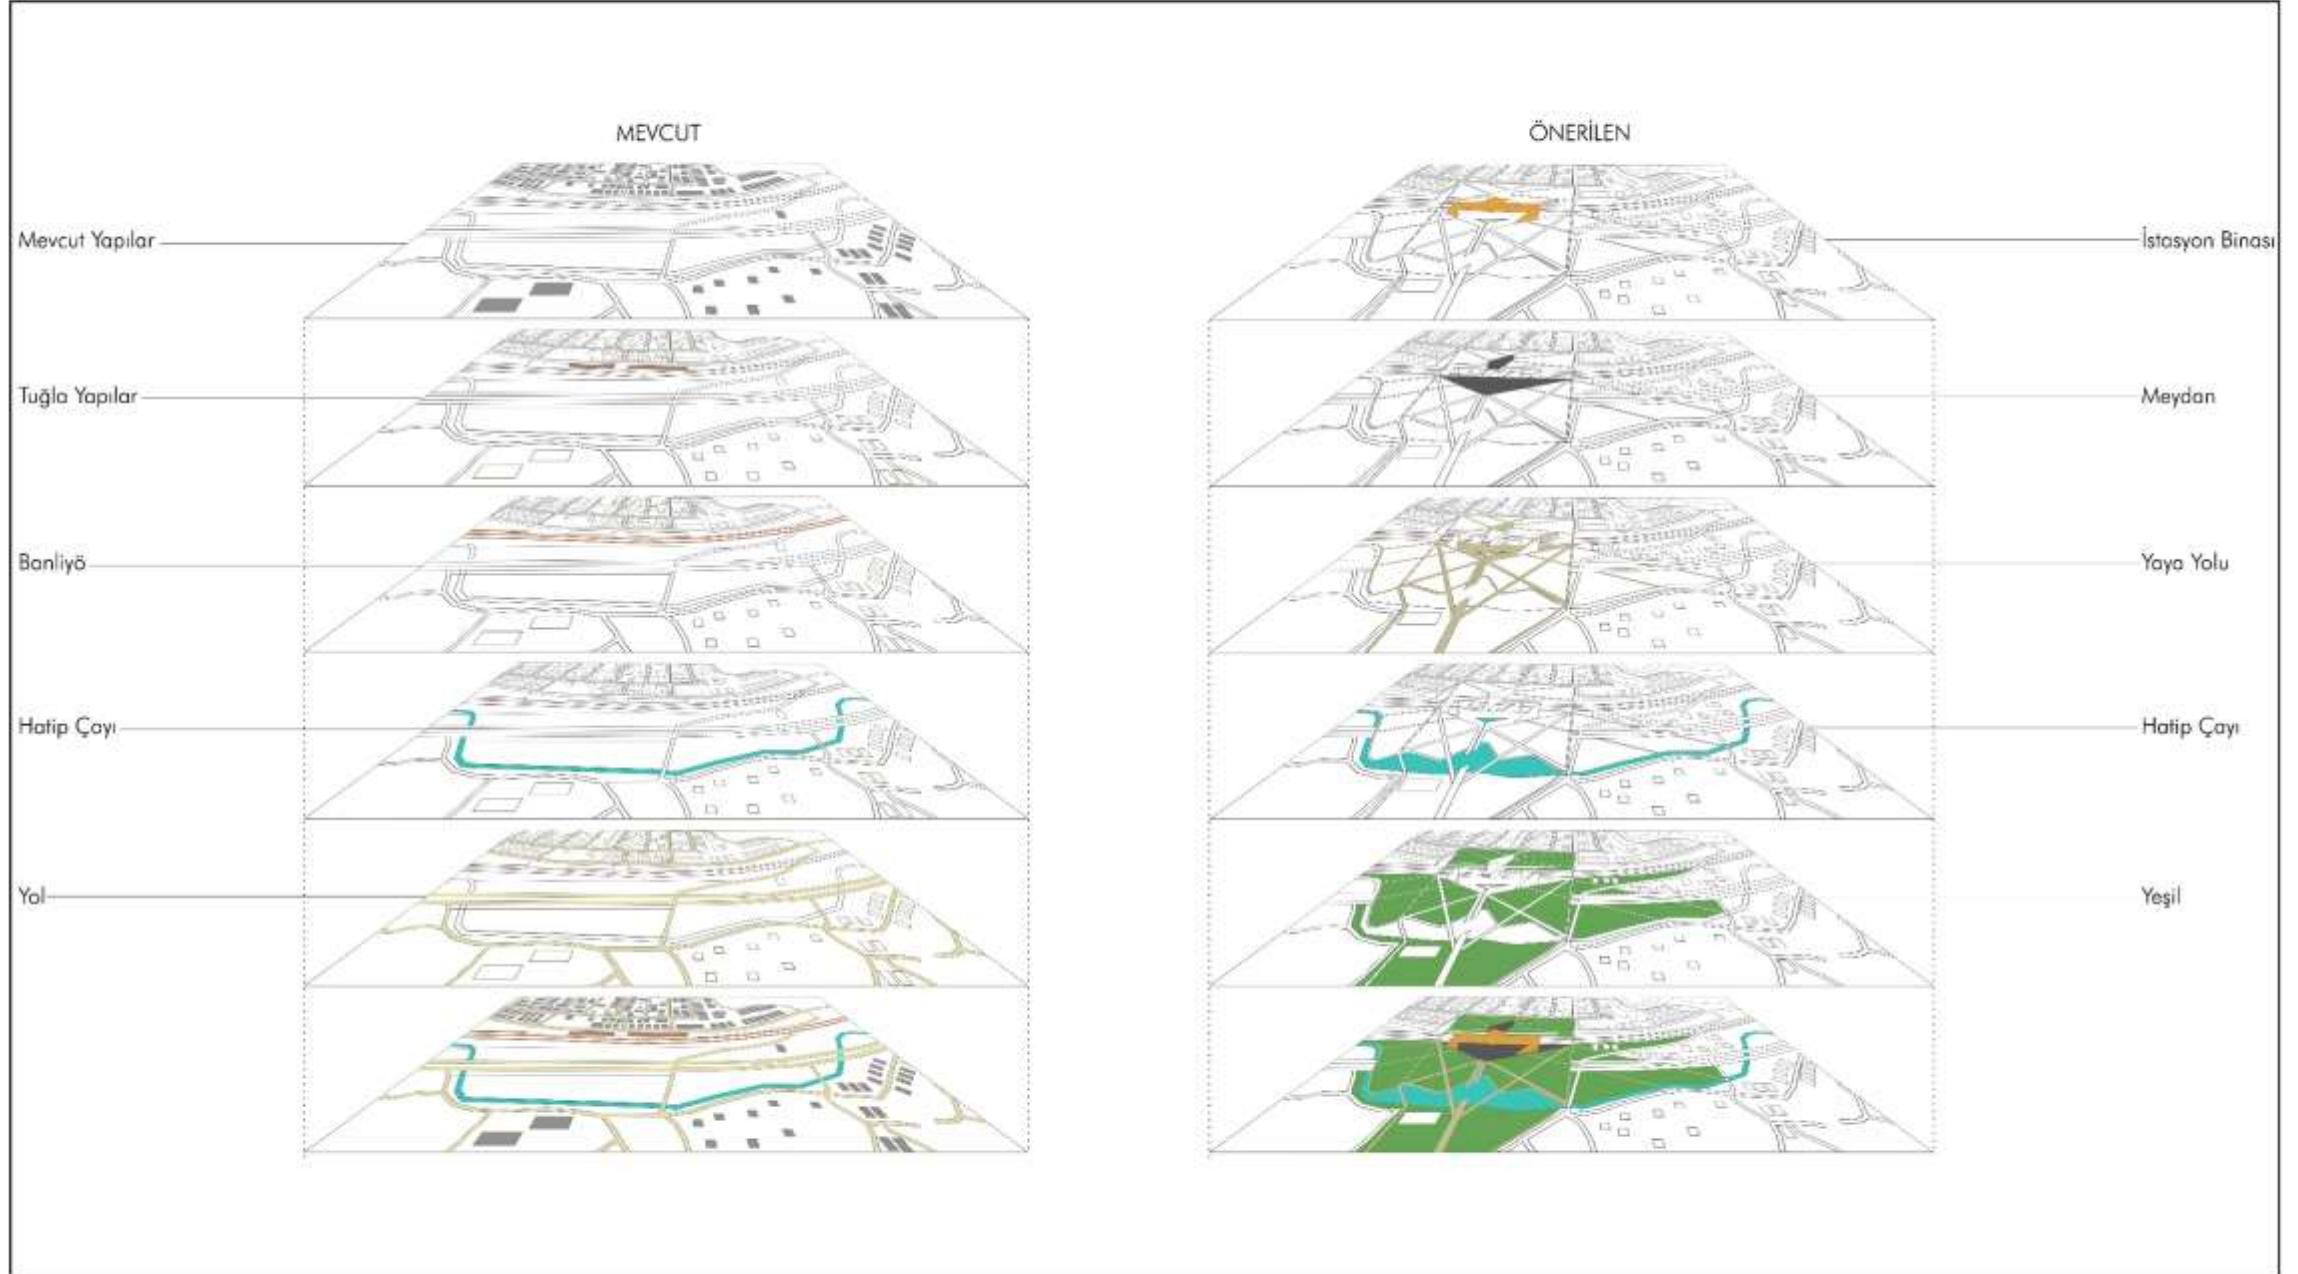 MEVCUT
ÖNERİLEN
Mevcut Yapılar
İstasyon Binası
Tuğla Yapılar
Meydan
Banliyö
Yaya Yolu
Hatip Çayı
Hatip Çayı
Yol
Yeşil